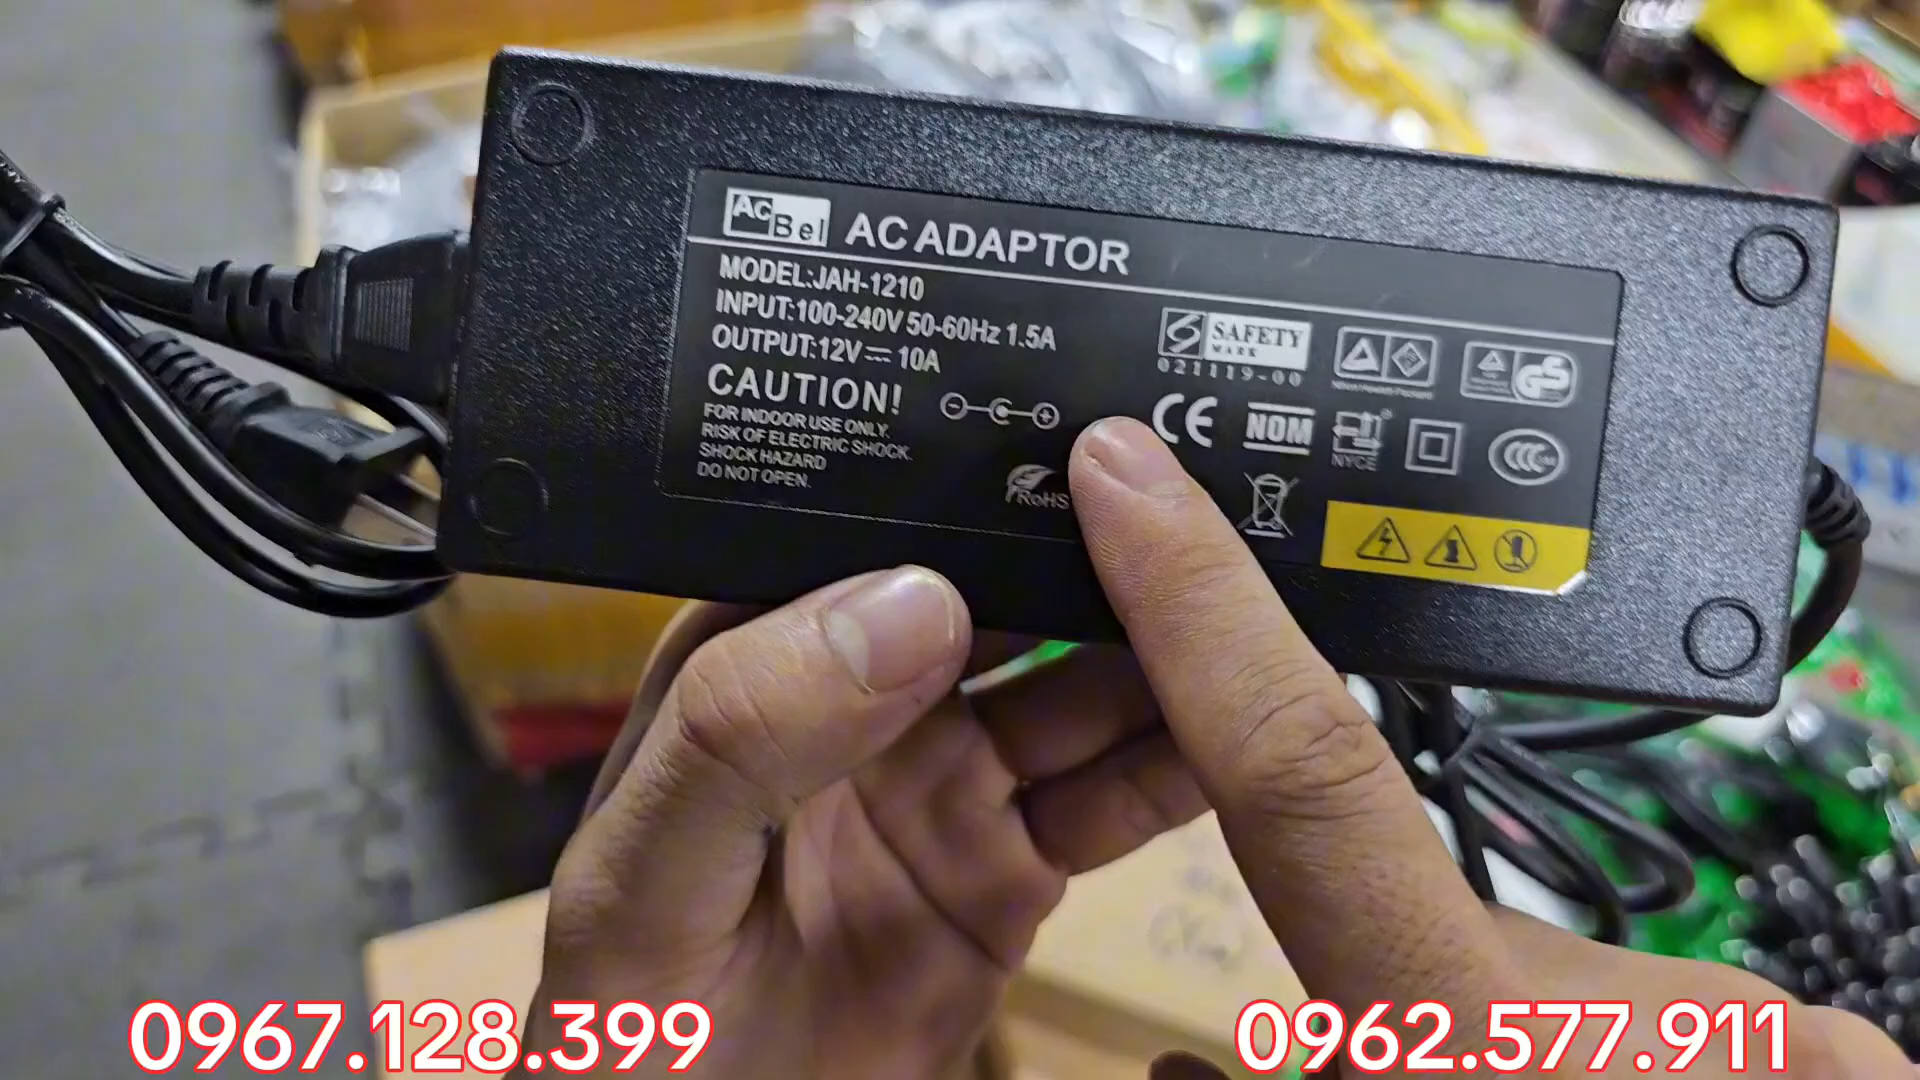 AcBel AC ADAPTOR
MODEL:JAH-1210
INPUT:100-240V 50-60Hz 1.5A
OUTPUT:12V⎓10A
CAUTION!
FOR INDOOR USE ONLY.
RISK OF ELECTRIC SHOCK.
SHOCK HAZARD
DO NOT OPEN.
RoHS
SAFETY
MARK
021119-00
GS
CE
NOM
NYCE
CCC
0967.128.399
0962.577.911